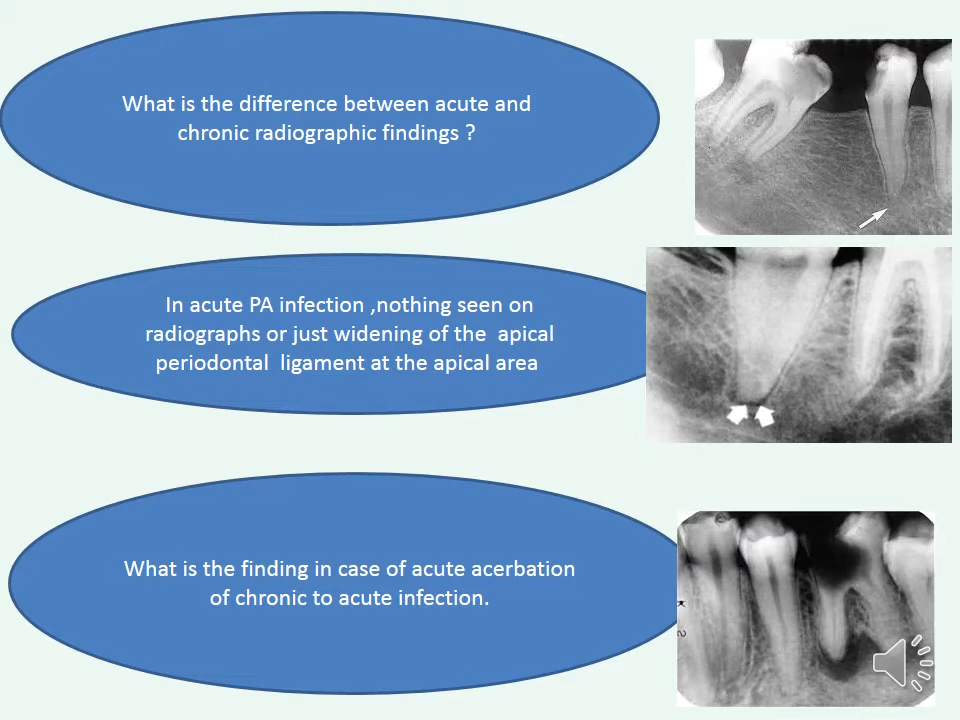 What is the difference between acute and
chronic radiographic findings ?
In acute PA infection ,nothing seen on
radiographs or just widening of the apical
periodontal ligament at the apical area
What is the finding in case of acute acerbation
of chronic to acute infection.